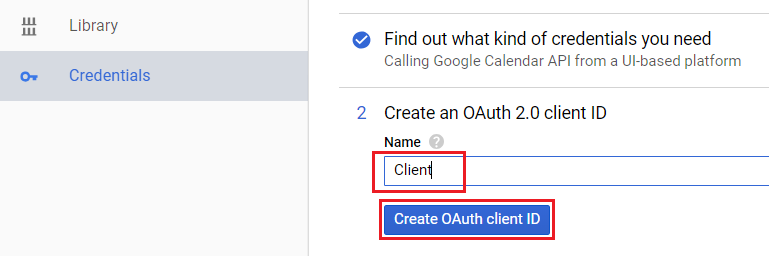 Library
Credentials
Find out what kind of credentials you need
Calling Google Calendar API from a UI-based platform
2 Create an OAuth 2.0 client ID
Name ?
Client
Create OAuth client ID